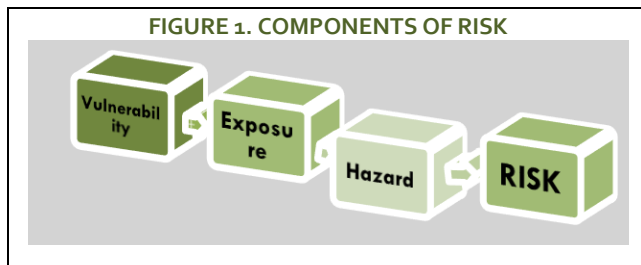 FIGURE 1. COMPONENTS OF RISK
Vulnerabil
ity
Exposu
re
Hazard
RISK